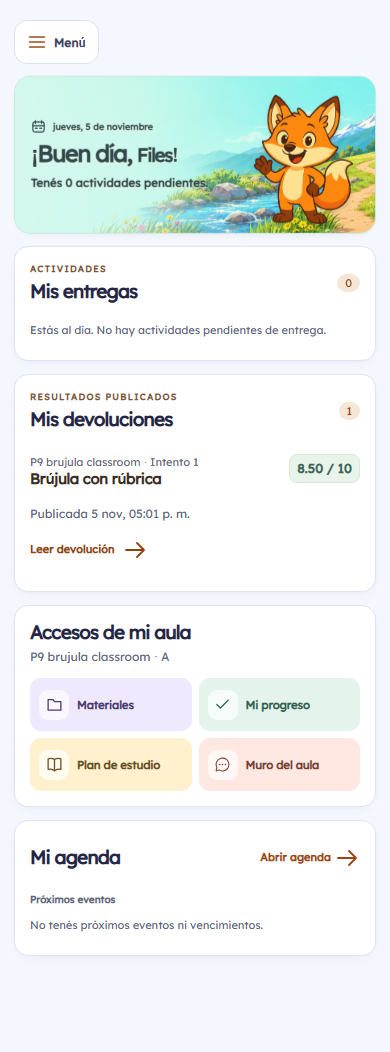 Menú
jueves, 5 de noviembre
¡Buen día, Files!
Tenés 0 actividades pendientes.
ACTIVIDADES
Mis entregas
0
Estás al día. No hay actividades pendientes de entrega.
RESULTADOS PUBLICADOS
Mis devoluciones
1
P9 brujula classroom · Intento 1
Brújula con rúbrica
8.50 / 10
Publicada 5 nov, 05:01 p. m.
Leer devolución
Accesos de mi aula
P9 brujula classroom · A
Materiales
Mi progreso
Plan de estudio
Muro del aula
Mi agenda
Abrir agenda
Próximos eventos
No tenés próximos eventos ni vencimientos.